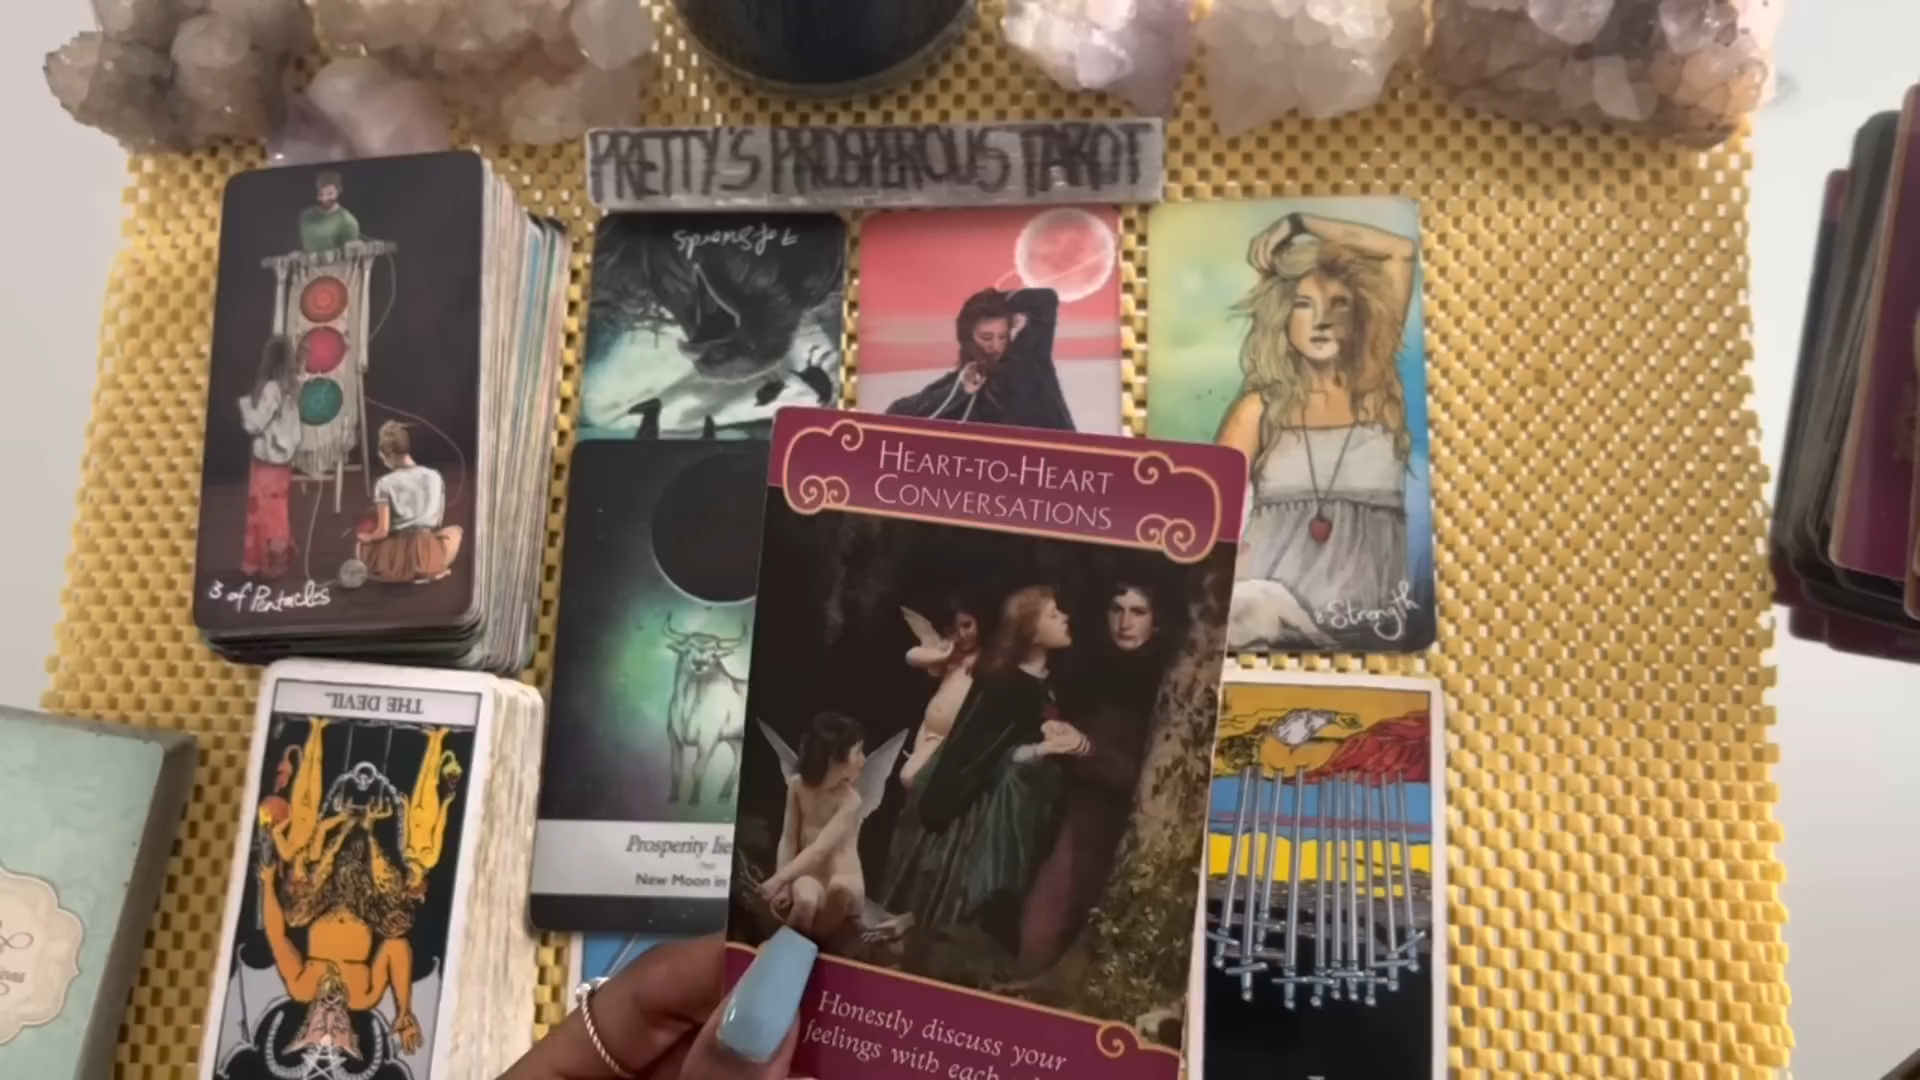 PRETTY'S PROSPEROUS TAROT
3 of Pentacles
Strength
HEART-TO-HEART
CONVERSATIONS
THE DEVIL
Prosperity
New Moon in
Honestly discuss your
feelings with each